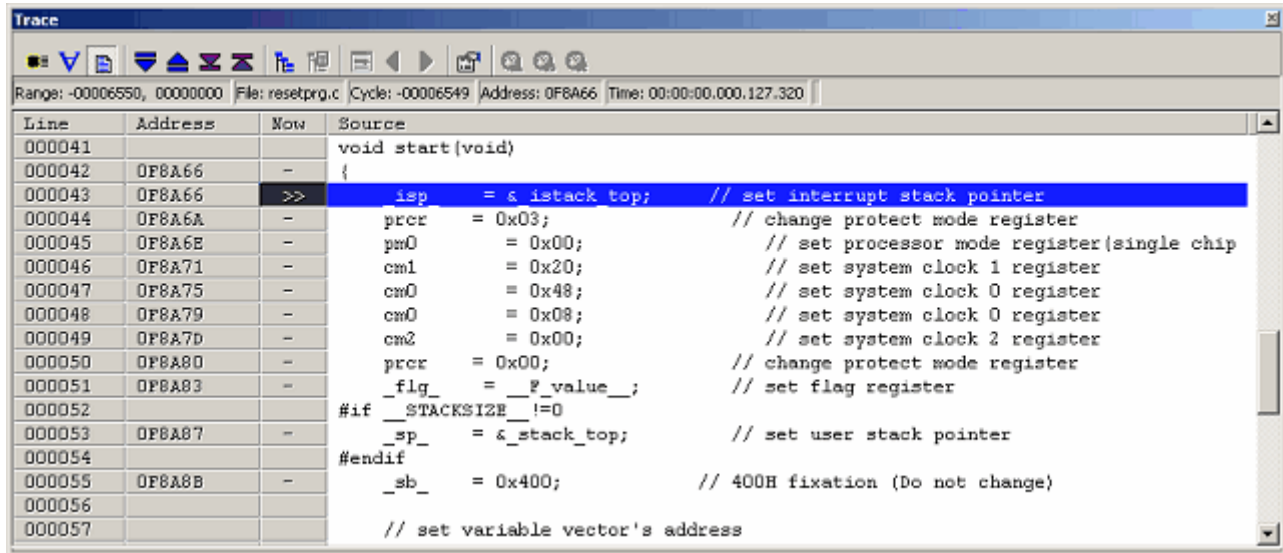 Trace
Range: -00006550, 00000000 File: resetprg.c Cycle: -00006549 Address: 0F8A66 Time: 00:00:00.000.127.320
Line Address Now Source
000041 void start(void)
000042 0F8A66 - {
000043 0F8A66 >> _isp_ = &_istack_top; // set interrupt stack pointer
000044 0F8A6A - prcr = 0x03; // change protect mode register
000045 0F8A6E - pm0 = 0x00; // set processor mode register(single chip
000046 0F8A71 - cm1 = 0x20; // set system clock 1 register
000047 0F8A75 - cm0 = 0x48; // set system clock 0 register
000048 0F8A79 - cm0 = 0x08; // set system clock 0 register
000049 0F8A7D - cm2 = 0x00; // set system clock 2 register
000050 0F8A80 - prcr = 0x00; // change protect mode register
000051 0F8A83 - _flg_ = __F_value__; // set flag register
000052 #if __STACKSIZE__!=0
000053 0F8A87 - _sp_ = &_stack_top; // set user stack pointer
000054 #endif
000055 0F8A8B - _sb_ = 0x400; // 400H fixation (Do not change)
000056
000057 // set variable vector's address